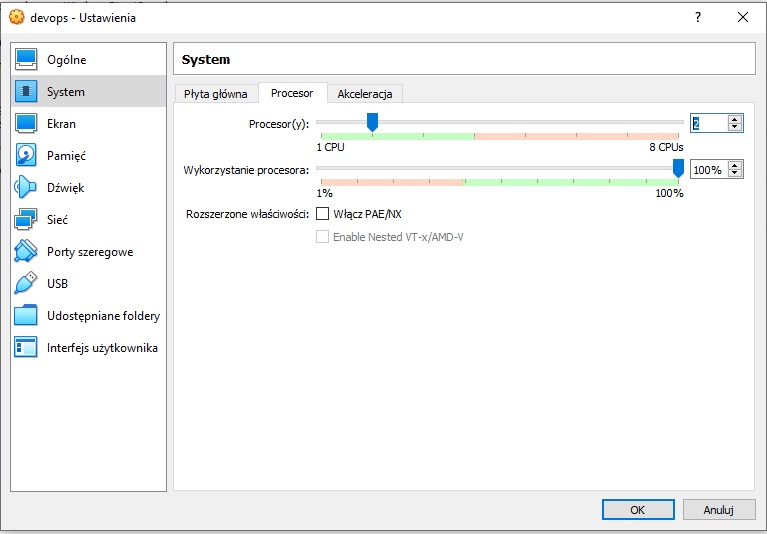 devops - Ustawienia
?
Ogólne
System
Ekran
Pamięć
Dźwięk
Sieć
Porty szeregowe
USB
Udostępniane foldery
Interfejs użytkownika
System
Płyta główna Procesor Akceleracja
Procesor(y): 2
1 CPU 8 CPUs
Wykorzystanie procesora: 100%
1% 100%
Rozszerzone właściwości: Włącz PAE/NX
Enable Nested VT-x/AMD-V
OK Anuluj